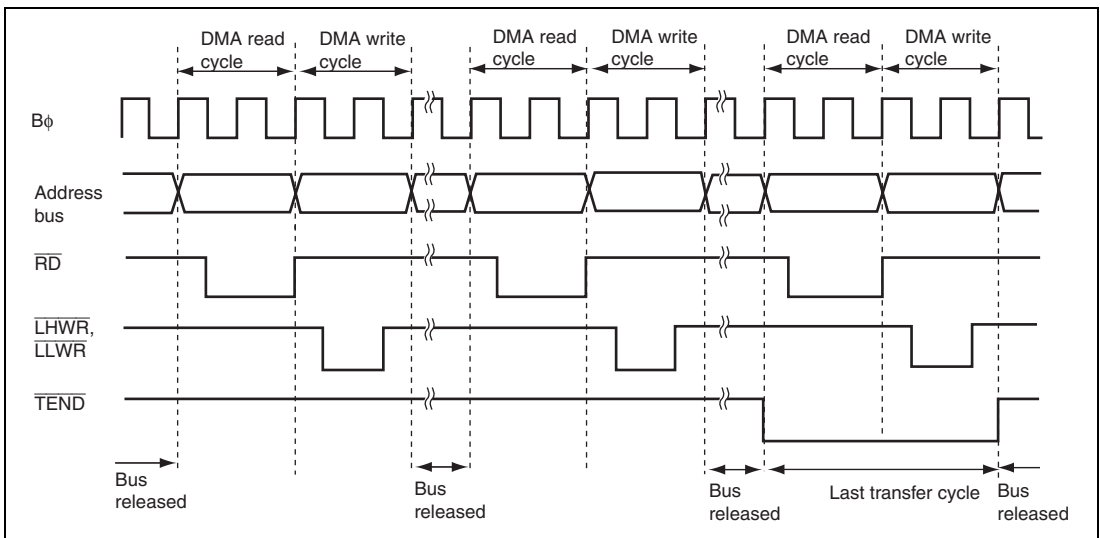 DMA read cycle
DMA write cycle
DMA read cycle
DMA write cycle
DMA read cycle
DMA write cycle
Bϕ
Address bus
RD
LHWR,
LLWR
TEND
Bus released
Bus released
Bus released
Last transfer cycle
Bus released